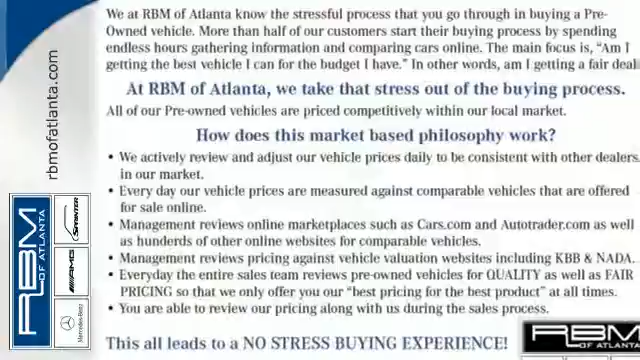 We at RBM of Atlanta know the stressful process that you go through in buying a Pre-
Owned vehicle. More than half of our customers start their buying process by spending
endless hours gathering information and comparing cars online. The main focus is, “Am I
getting the best vehicle I can for the budget I have.” In other words, am I getting a fair deal
At RBM of Atlanta, we take that stress out of the buying process.
All of our Pre-owned vehicles are priced competitively within our local market.
How does this market based philosophy work?
• We actively review and adjust our vehicle prices daily to be consistent with other dealers
in our market.
• Every day our vehicle prices are measured against comparable vehicles that are offered
for sale online.
• Management reviews online marketplaces such as Cars.com and Autotrader.com as well
as hunderds of other online websites for comparable vehicles.
• Management reviews pricing against vehicle valuation websites including KBB & NADA.
• Everyday the entire sales team reviews pre-owned vehicles for QUALITY as well as FAIR
PRICING so that we only offer you our “best pricing for the best product” at all times.
• You are able to review our pricing along with us during the sales process.
This all leads to a NO STRESS BUYING EXPERIENCE!
RBM
OF ATLANTA
rbmofatlanta.com
RBM
OF ATLANTA
SPRINTER
AMG
Mercedes-Benz